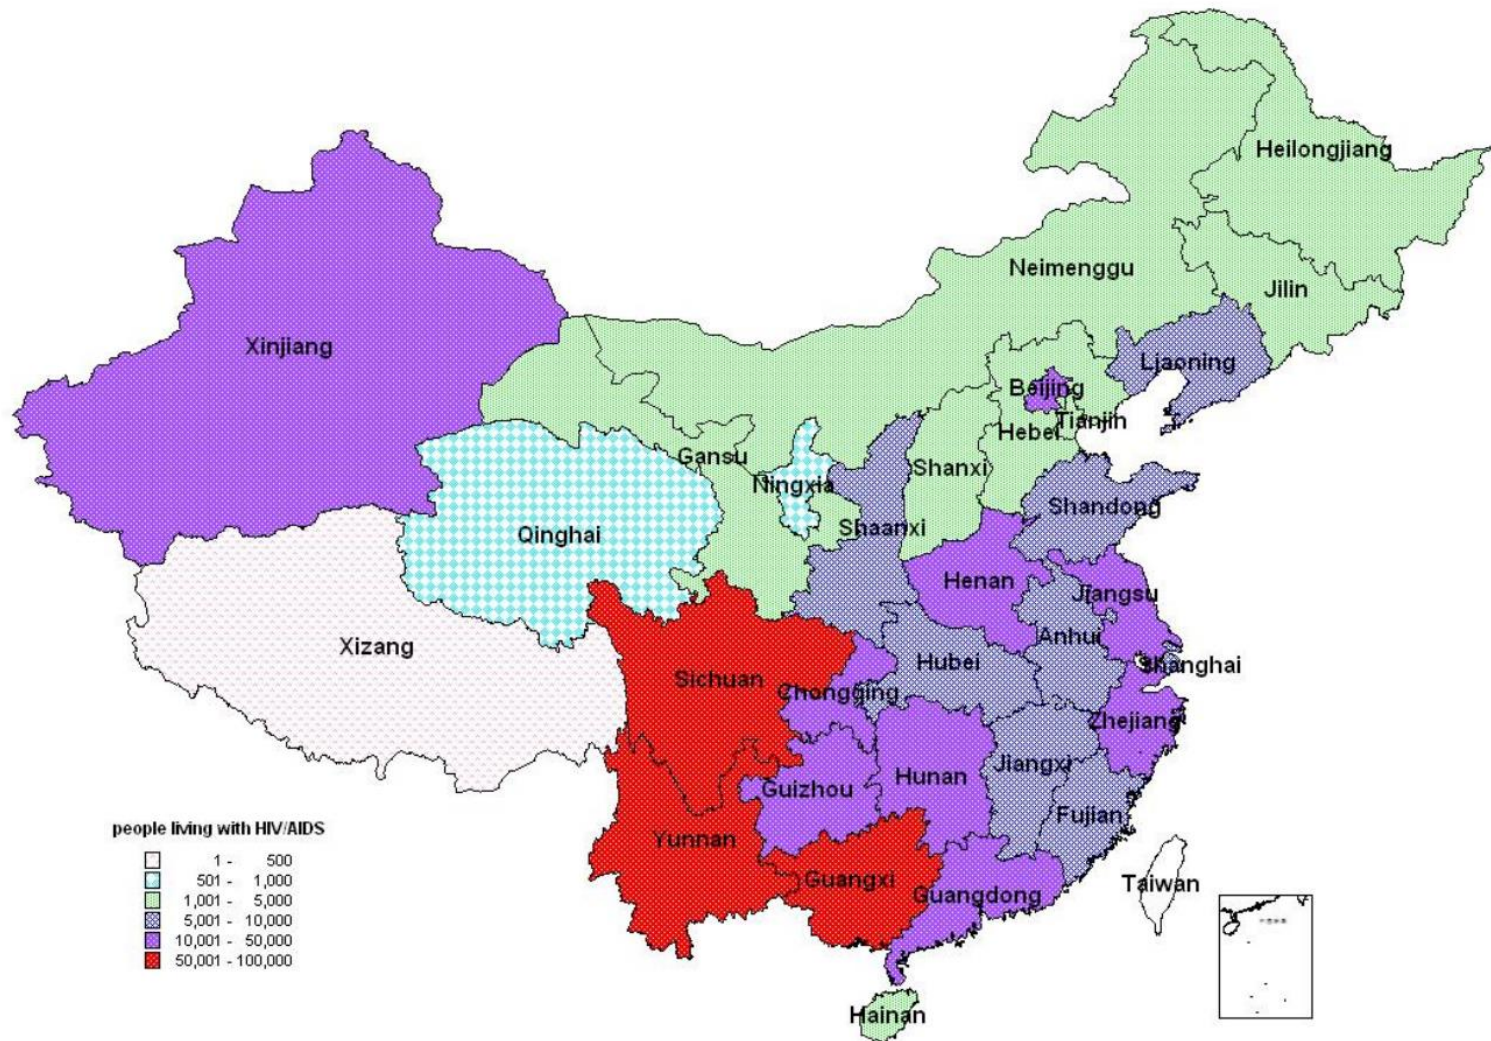 Heilongjiang
Neimenggu
Jilin
Xinjiang
Liaoning
Beijing
Tianjin
Hebei
Gansu
Shanxi
Ningxia
Shandong
Shaanxi
Qinghai
Henan
Jiangsu
Anhui
Xizang
Hubei
shanghai
Sichuan
Chongqing
Zhejiang
Jiangxi
Hunan
Guizhou
Fujian
people living with HIV/AIDS
1 - 500
501 - 1,000
1,001 - 5,000
5,001 - 10,000
10,001 - 50,000
50,001 - 100,000
Yunnan
Guangxi
Guangdong
Taiwan
Hainan